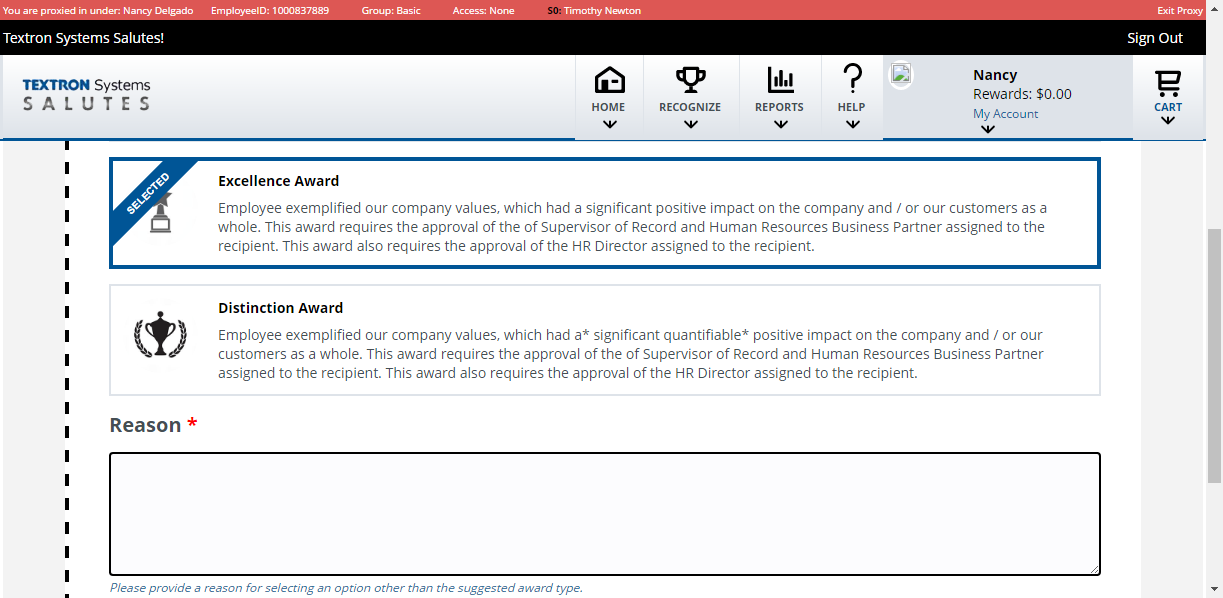 You are proxied in under: Nancy Delgado EmployeeID: 1000837889 Group: Basic Access: None S0: Timothy Newton Exit Proxy
Textron Systems Salutes! Sign Out
TEXTRON Systems
SALUTES
HOME
RECOGNIZE
REPORTS
HELP
Nancy
Rewards: $0.00
My Account
CART
SELECTED
Excellence Award
Employee exemplified our company values, which had a significant positive impact on the company and / or our customers as a
whole. This award requires the approval of the of Supervisor of Record and Human Resources Business Partner assigned to the
recipient. This award also requires the approval of the HR Director assigned to the recipient.
Distinction Award
Employee exemplified our company values, which had a* significant quantifiable* positive impact on the company and / or our
customers as a whole. This award requires the approval of the of Supervisor of Record and Human Resources Business Partner
assigned to the recipient. This award also requires the approval of the HR Director assigned to the recipient.
Reason *
Please provide a reason for selecting an option other than the suggested award type.